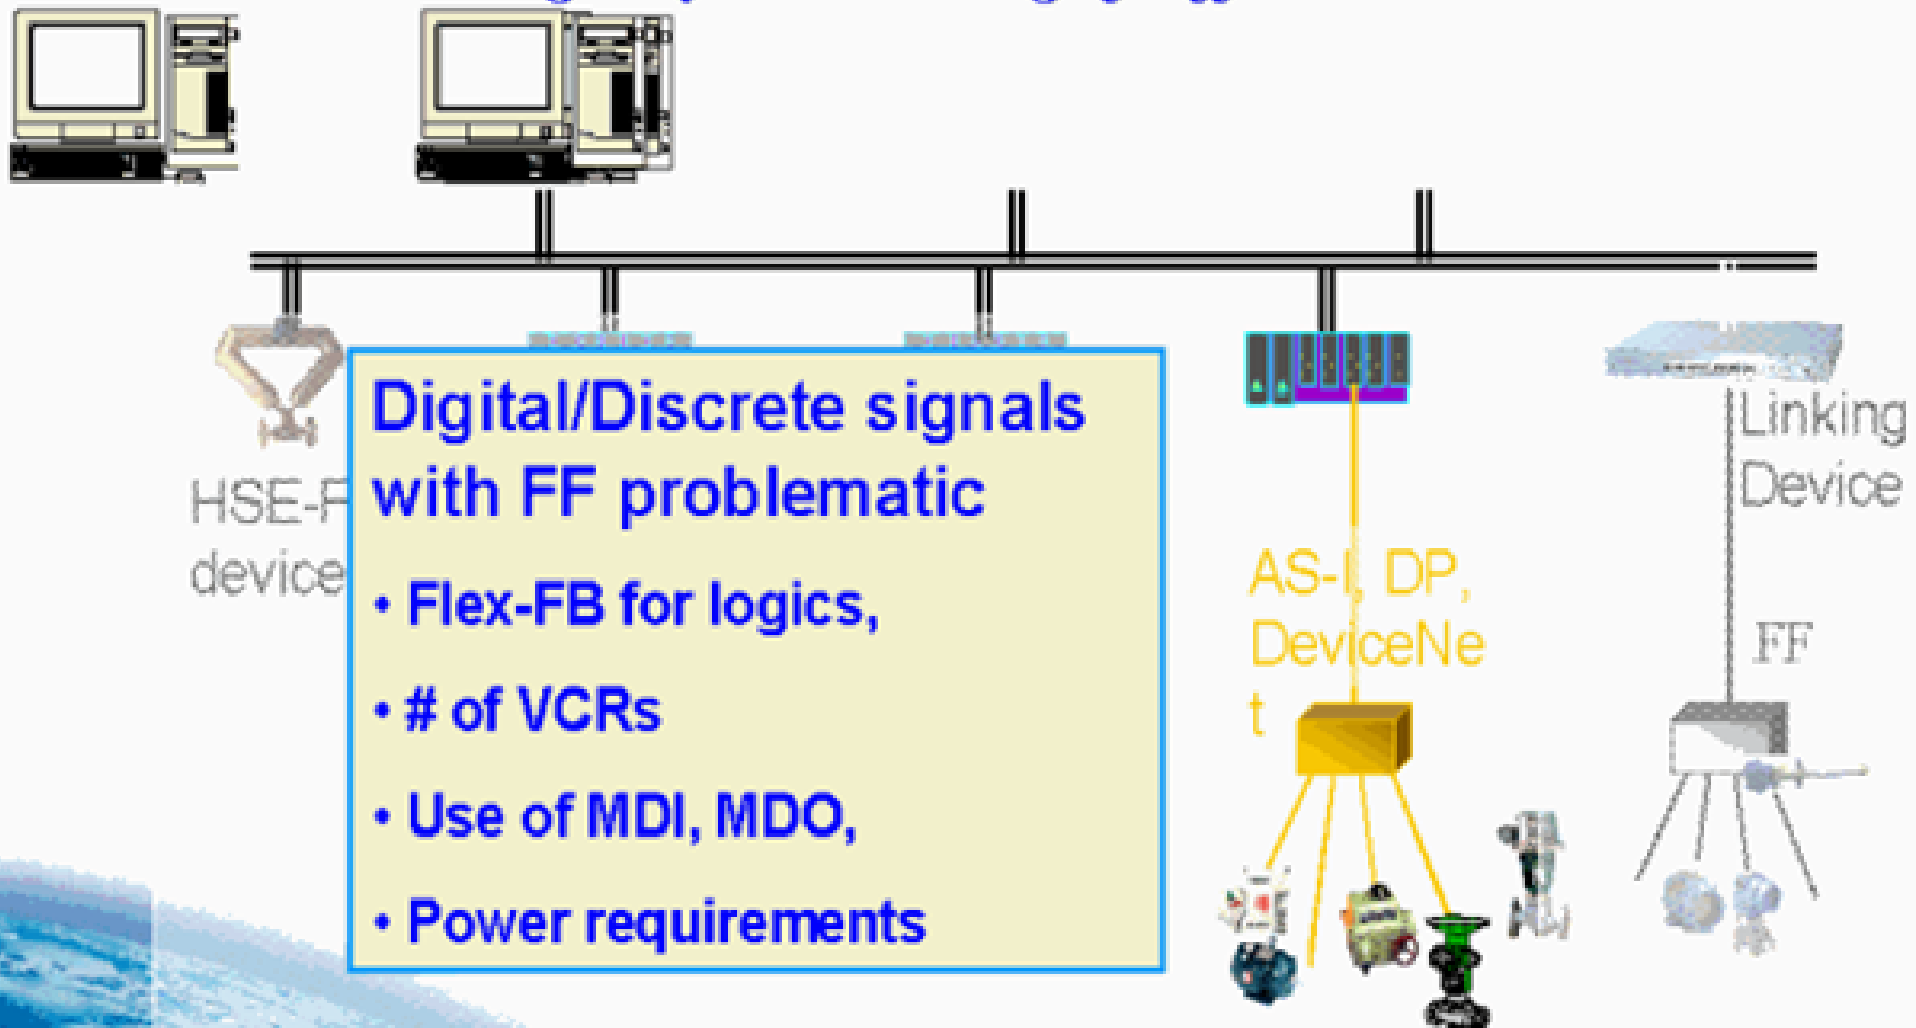 Digital/Discrete signals
with FF problematic
• Flex-FB for logics,
• # of VCRs
• Use of MDI, MDO,
• Power requirements
device
AS-I, DP,
DeviceNe
t
Linking
Device
FF